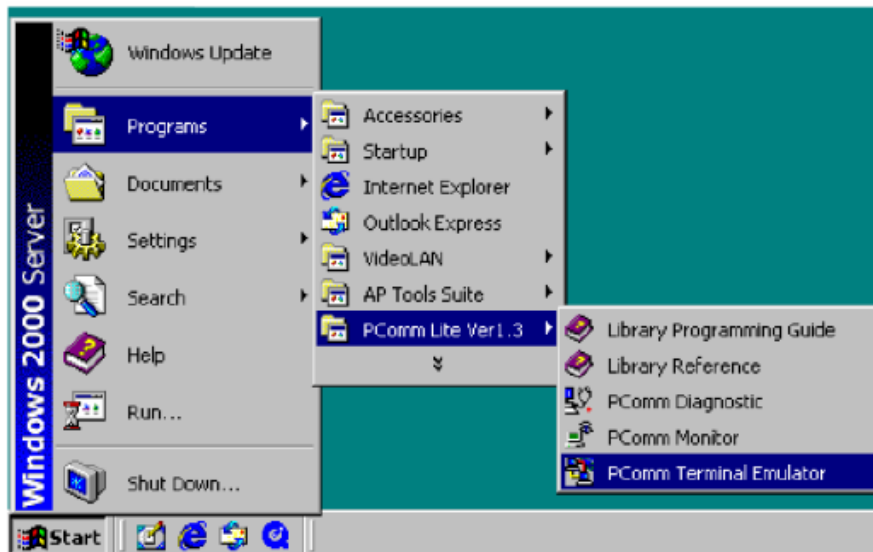 Windows 2000 Server
Windows Update
Programs
Documents
Settings
Search
Help
Run...
Shut Down...
Accessories
Startup
Internet Explorer
Outlook Express
VideoLAN
AP Tools Suite
PComm Lite Ver1.3
Library Programming Guide
Library Reference
PComm Diagnostic
PComm Monitor
PComm Terminal Emulator
Start